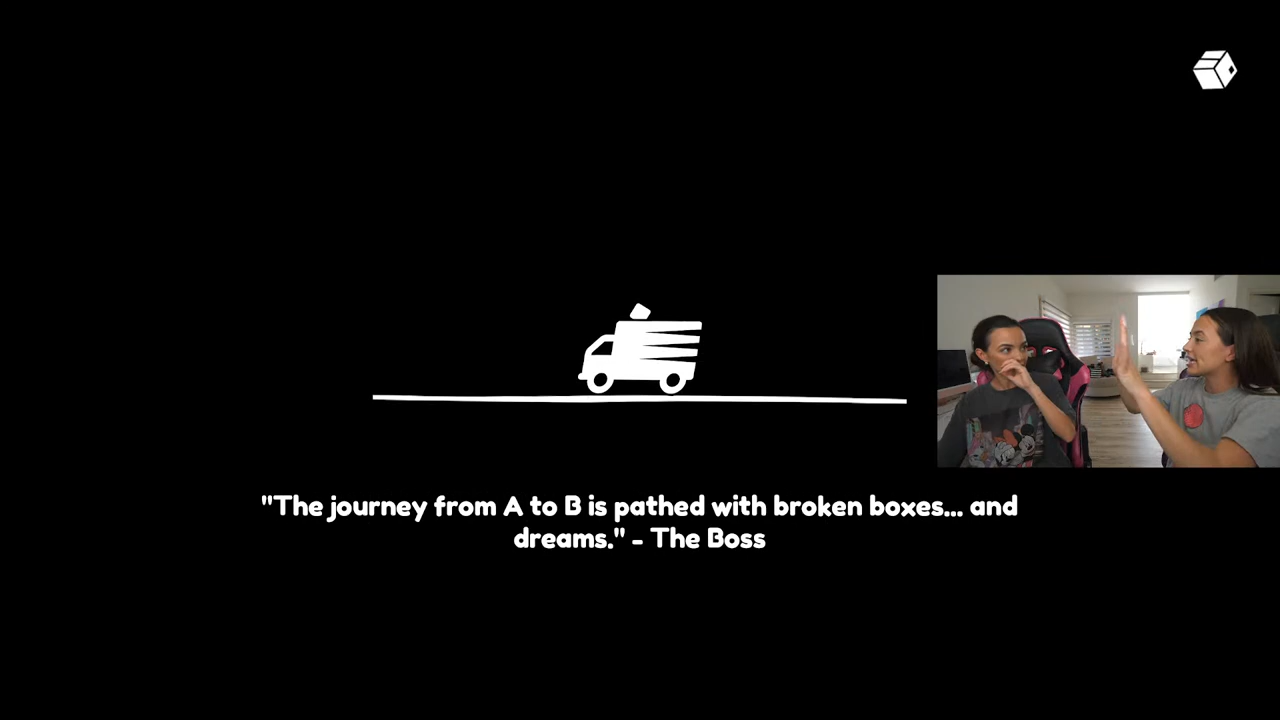 "The journey from A to B is pathed with broken boxes... and
dreams." - The Boss